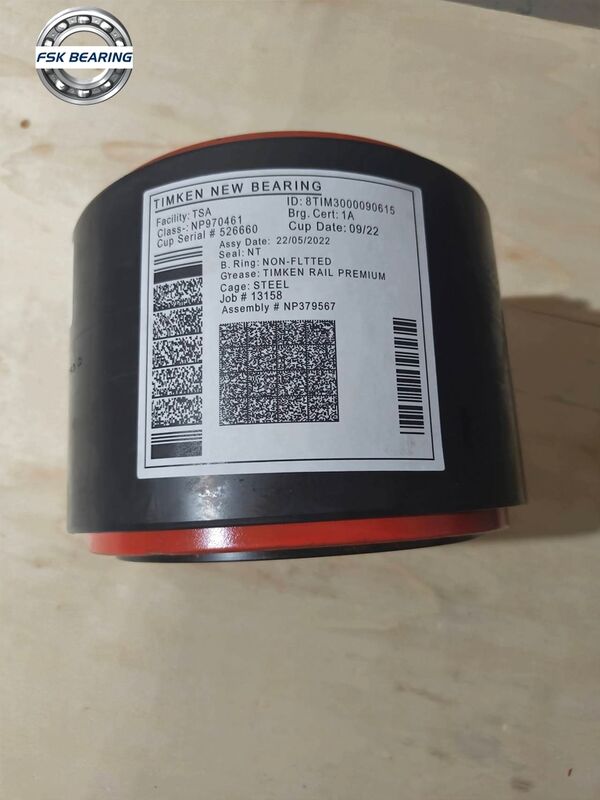 FSK BEARING
TIMKEN NEW BEARING
Facility: TSA
ID: 8TIM3000090615
Class-: NP970461
Brg. Cert: 1A
Cup Serial # 526660
Cup Date: 09/22
Assy Date: 22/05/2022
Seal: NT
B. Ring: NON-FLTTED
Grease: TIMKEN RAIL PREMIUM
Cage: STEEL
Job # 13158
Assembly # NP379567